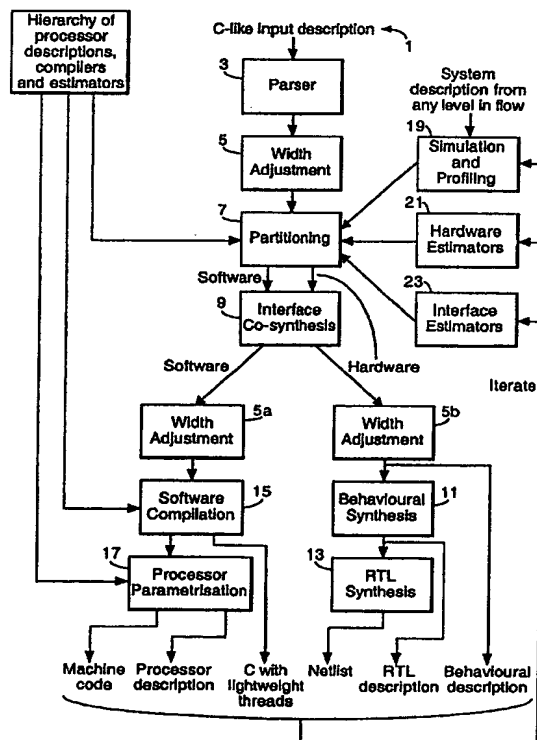 Hierarchy of
processor
descriptions,
compilers
and estimators
C-like input description
1
3
Parser
System
description from
any level in flow
5
Width
Adjustment
19
Simulation
and
Profiling
7
Partitioning
21
Hardware
Estimators
Software
9
Interface
Co-synthesis
23
Interface
Estimators
Software
Hardware
Iterate
Width
Adjustment
5a
Width
Adjustment
5b
Software
Compilation
15
Behavioural
Synthesis
11
17
Processor
Parametrisation
13
RTL
Synthesis
Machine
code
Processor
description
C with
lightweight
threads
Netlist
RTL
description
Behavioural
description